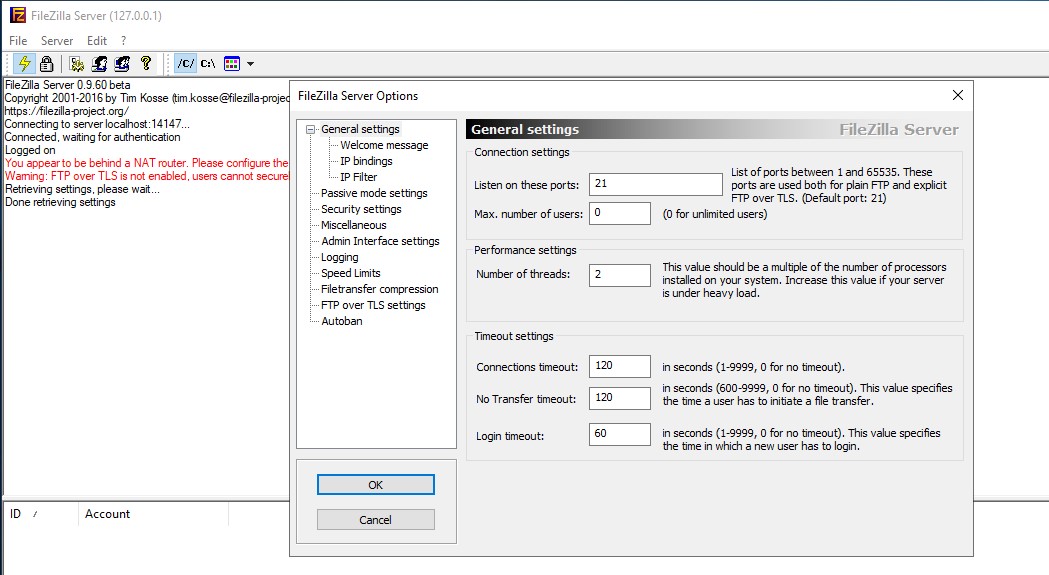 FileZilla Server (127.0.0.1)
File Server Edit ?
/C/ C:\
FileZilla Server 0.9.60 beta
Copyright 2001-2016 by Tim Kosse (tim.kosse@filezilla-projec
https://filezilla-project.org/
Connecting to server localhost:14147...
Connected, waiting for authentication
Logged on
You appear to be behind a NAT router. Please configure the
Warning: FTP over TLS is not enabled, users cannot securel
Retrieving settings, please wait...
Done retrieving settings
ID / Account
FileZilla Server Options
General settings
Welcome message
IP bindings
IP Filter
Passive mode settings
Security settings
Miscellaneous
Admin Interface settings
Logging
Speed Limits
Filetransfer compression
FTP over TLS settings
Autoban
OK
Cancel
General settings FileZilla Server
Connection settings
Listen on these ports: 21
List of ports between 1 and 65535. These
ports are used both for plain FTP and explicit
FTP over TLS. (Default port: 21)
Max. number of users: 0 (0 for unlimited users)
Performance settings
Number of threads: 2
This value should be a multiple of the number of processors
installed on your system. Increase this value if your server
is under heavy load.
Timeout settings
Connections timeout: 120 in seconds (1-9999, 0 for no timeout).
No Transfer timeout: 120
in seconds (600-9999, 0 for no timeout). This value specifies
the time a user has to initiate a file transfer.
Login timeout: 60
in seconds (1-9999, 0 for no timeout). This value specifies
the time in which a new user has to login.